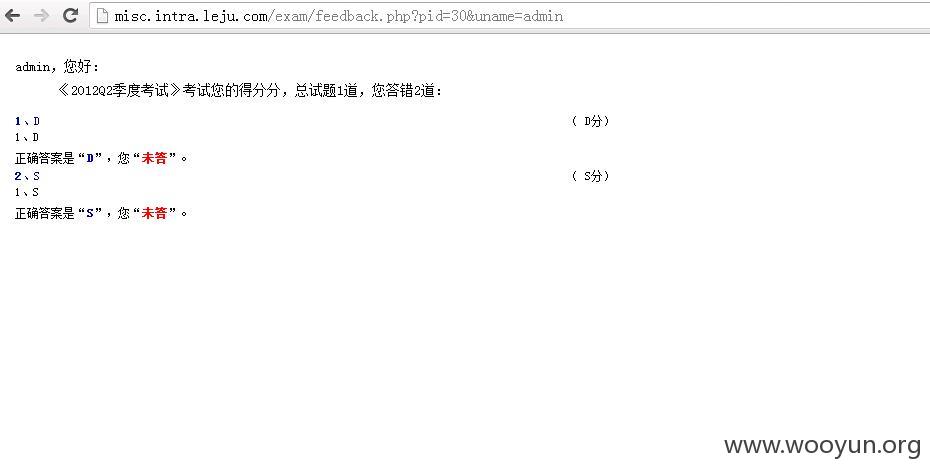 misc.intra.leju.com/exam/feedback.php?pid=30&uname=admin
admin，您好：
《2012Q2季度考试》考试您的得分分，总试题1道，您答错2道：
1、D （ D分）
1、D
正确答案是“D”，您“未答”。
2、S （ S分）
1、S
正确答案是“S”，您“未答”。
www.wooyun.org